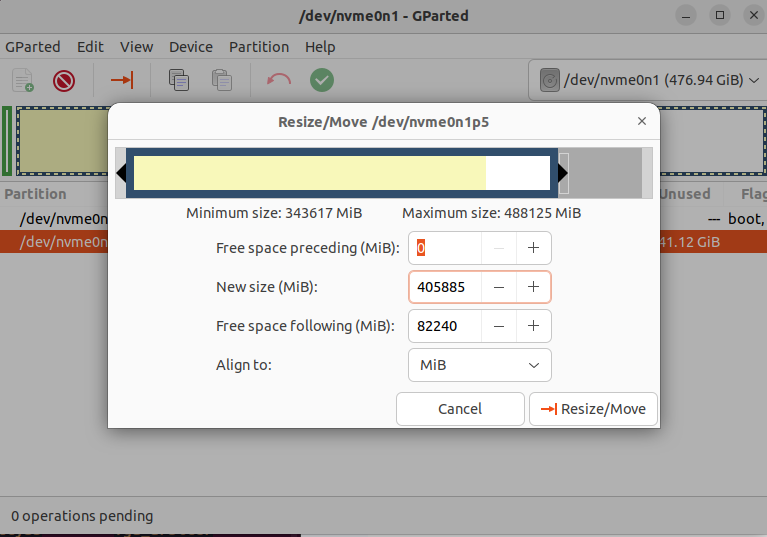 /dev/nvme0n1 - GParted
GParted Edit View Device Partition Help
/dev/nvme0n1 (476.94 GiB)
Resize/Move /dev/nvme0n1p5
Partition
Unused Flag
/dev/nvme0n
--- boot,
/dev/nvme0n
41.12 GiB
Minimum size: 343617 MiB Maximum size: 488125 MiB
Free space preceding (MiB): 0
New size (MiB): 405885
Free space following (MiB): 82240
Align to: MiB
Cancel Resize/Move
0 operations pending